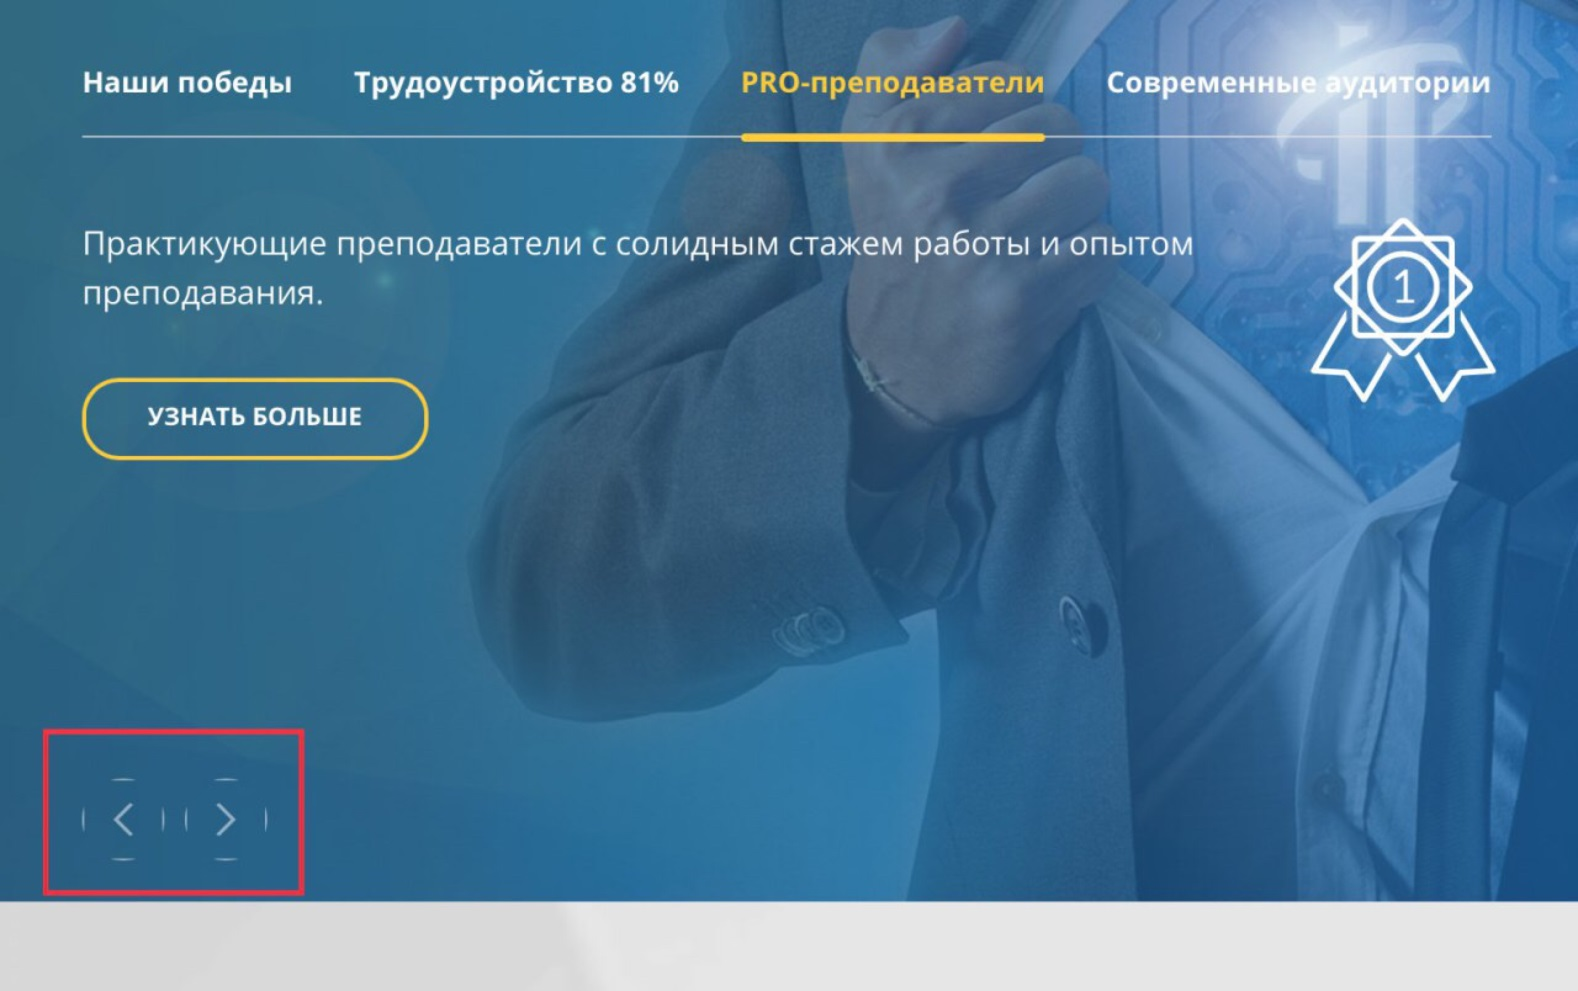 Наши победы
Трудоустройство 81%
PRO-преподаватели
Современные аудитории
Практикующие преподаватели с солидным стажем работы и опытом
преподавания.
1
УЗНАТЬ БОЛЬШЕ